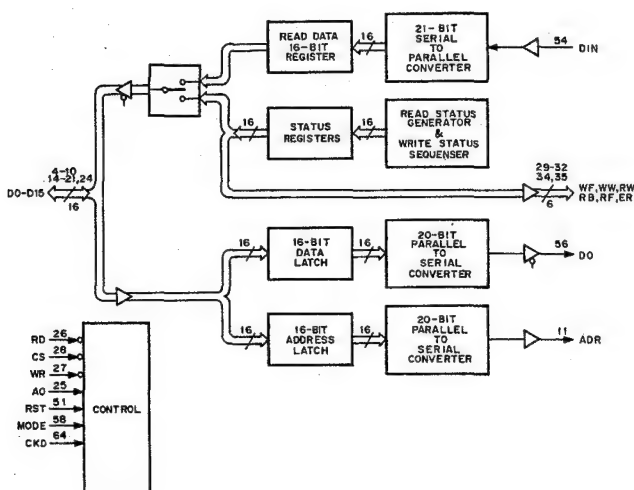 READ DATA
16-BIT
REGISTER
16
21-BIT
SERIAL
TO
PARALLEL
CONVERTER
54
DIN
16
STATUS
REGISTERS
16
READ STATUS
GENERATOR
&
WRITE STATUS
SEQUENSER
4-10
14-21,24
D0-D15
16
29-32
34,35
6
WF,WW,RW
RB,RF,ER
16
16-BIT
DATA
LATCH
16
20-BIT
PARALLEL
TO
SERIAL
CONVERTER
56
DO
16
16-BIT
ADDRESS
LATCH
16
20-BIT
PARALLEL
TO
SERIAL
CONVERTER
11
ADR
RD 26
CS 28
WR 27
AO 25
RST 51
MODE 58
CKD 64
CONTROL